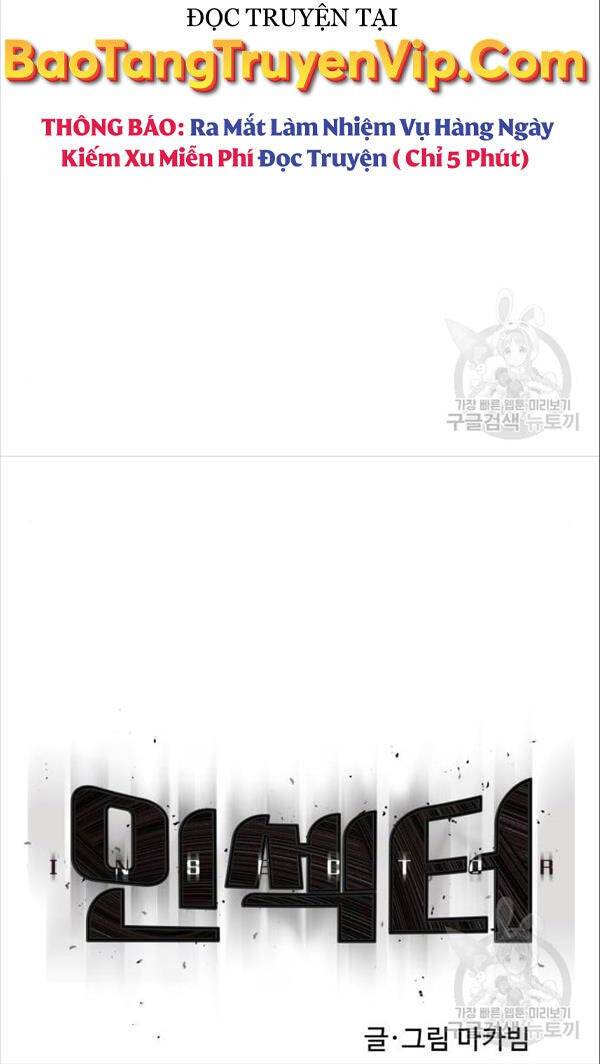 ĐỌC TRUYỆN TẠI
BaoTangTruyenVip.Com
THÔNG BÁO: Ra Mắt Làm Nhiệm Vụ Hàng Ngày
Kiếm Xu Miễn Phí Đọc Truyện ( Chỉ 5 Phút)
가장 빠른 웹툰 미리보기
구글검색 뉴토끼
인섹터
INSECTOR
가장 빠른 웹툰 미리보기
구글검색 뉴토끼
글·그림 마카빔